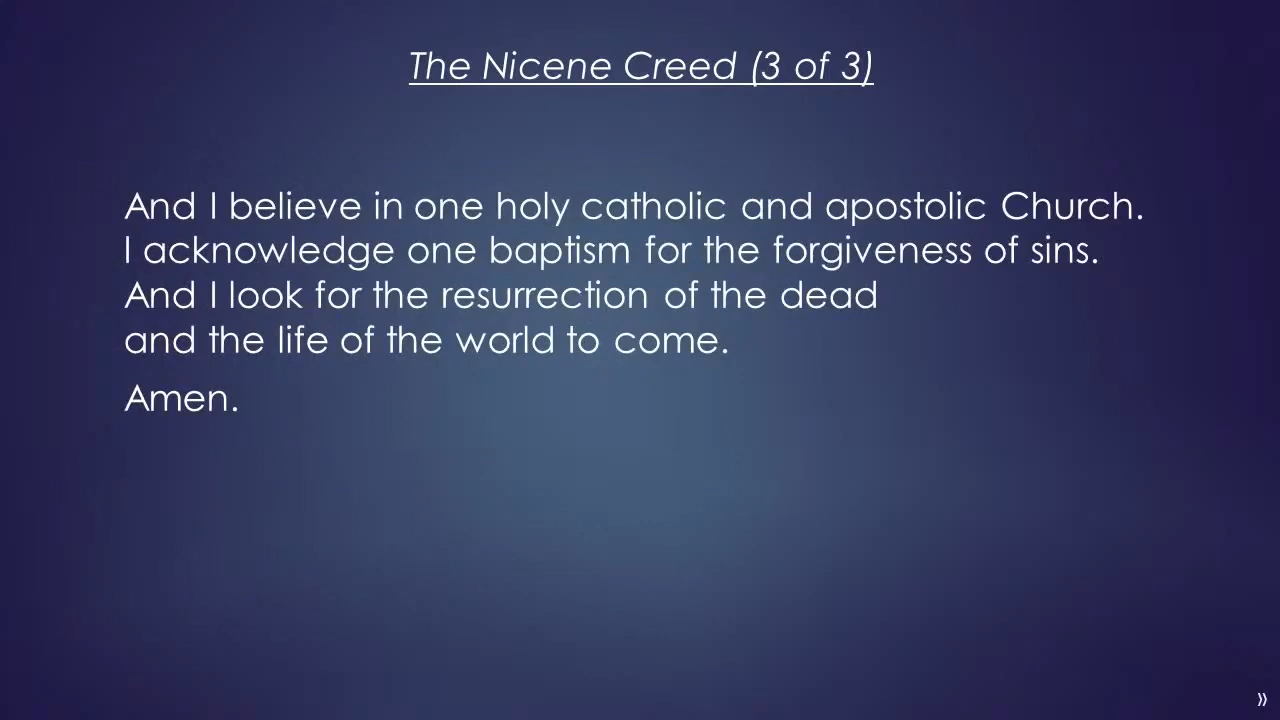 The Nicene Creed (3 of 3)
And I believe in one holy catholic and apostolic Church.
I acknowledge one baptism for the forgiveness of sins.
And I look for the resurrection of the dead
and the life of the world to come.
Amen.
»